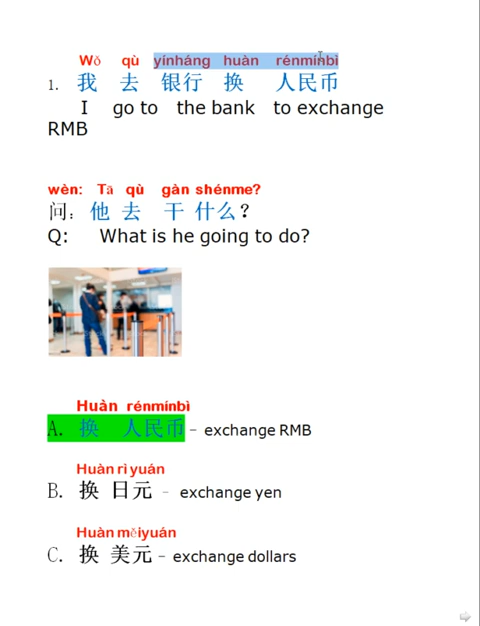 Wǒ qù yínháng huàn rénmínbì
1. 我 去 银行 换 人民币
I go to the bank to exchange
RMB
wèn: Tā qù gàn shénme?
问：他 去 干 什么？
Q: What is he going to do?
Huàn rénmínbì
A. 换 人民币 – exchange RMB
Huàn rì yuán
B. 换 日元 – exchange yen
Huàn měiyuán
C. 换 美元 – exchange dollars